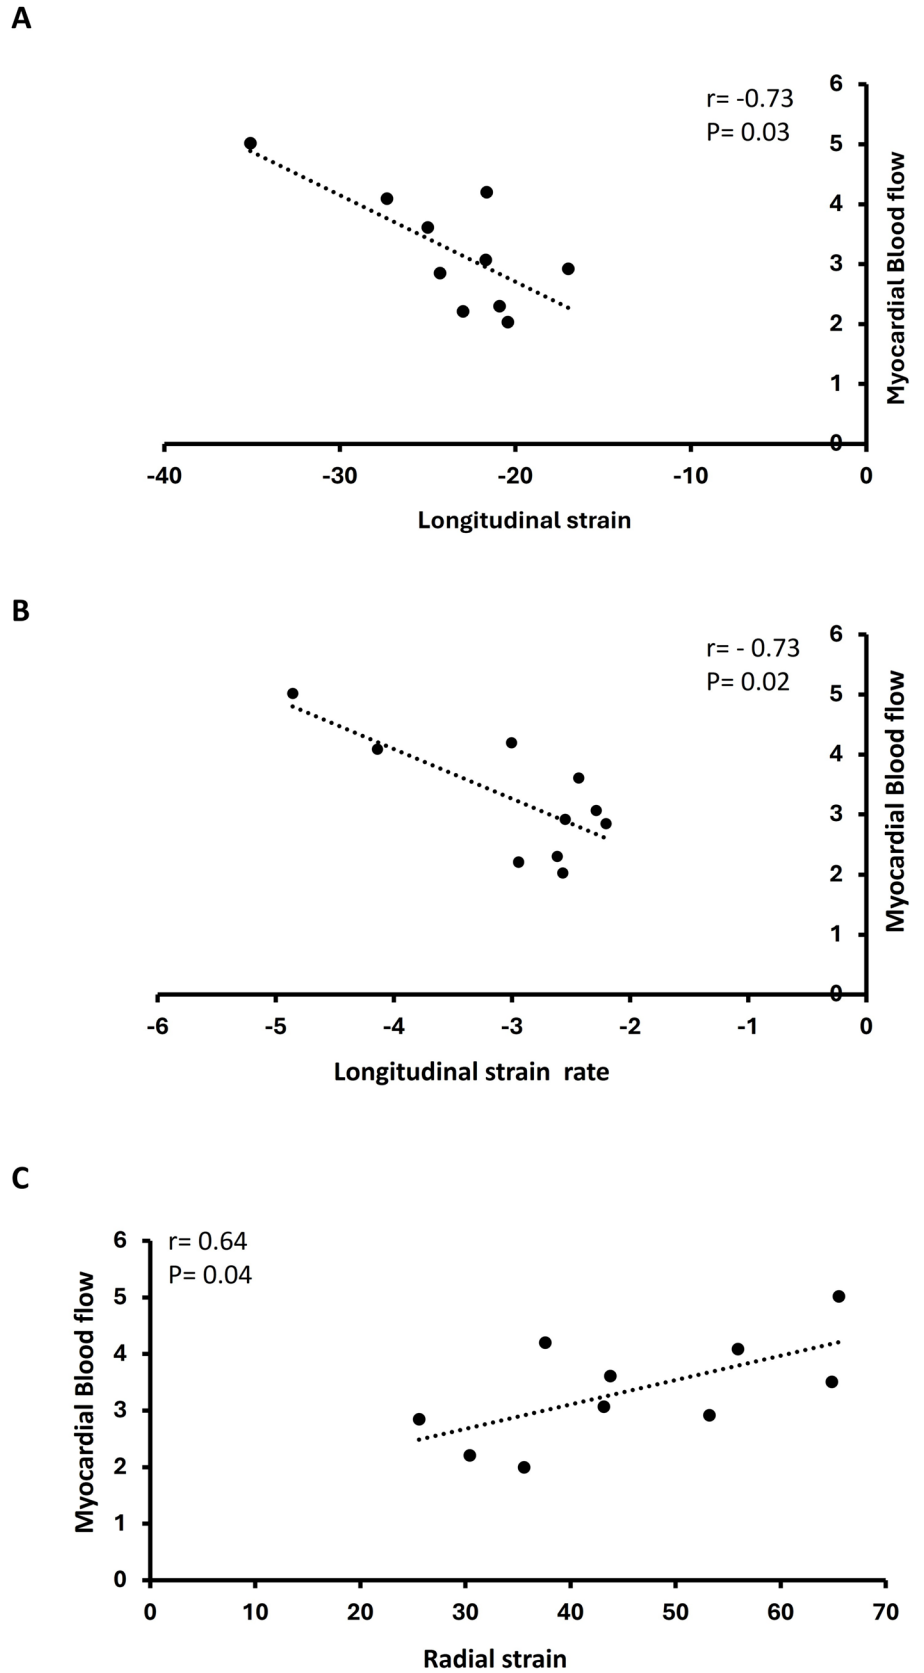 A
r= -0.73
P= 0.03
6
5
4
3
2
1
0
Myocardial Blood flow
-40 -30 -20 -10 0
Longitudinal strain
B
r= - 0.73
P= 0.02
6
5
4
3
2
1
0
Myocardial Blood flow
-6 -5 -4 -3 -2 -1 0
Longitudinal strain rate
C
r= 0.64
P= 0.04
Myocardial Blood flow
6
5
4
3
2
1
0
0 10 20 30 40 50 60 70
Radial strain